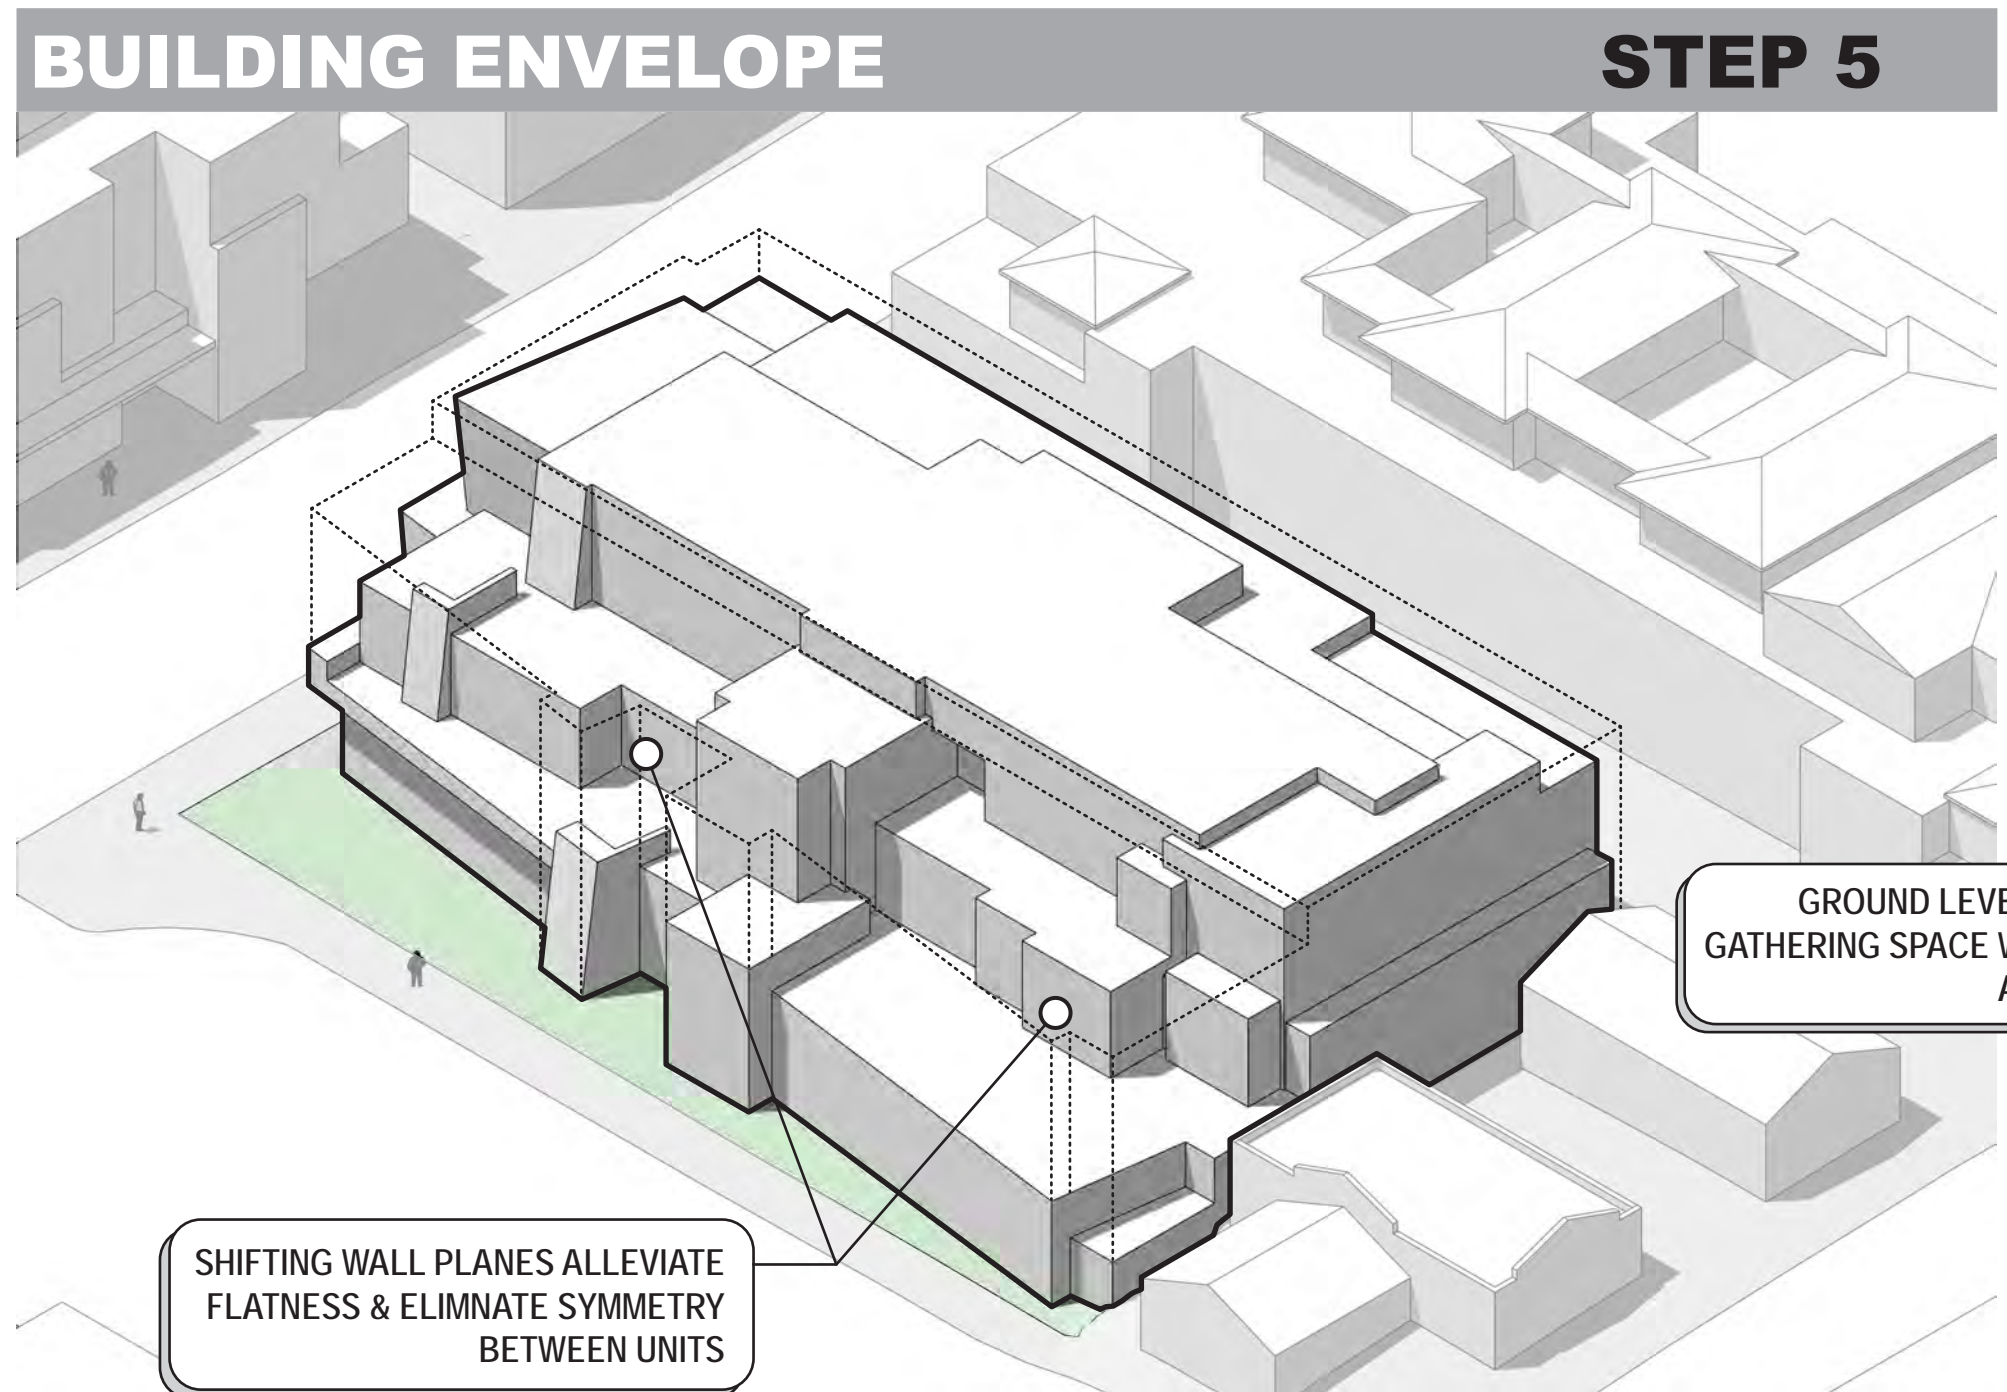 BUILDING ENVELOPE STEP 5
GROUND LEVE
GATHERING SPACE W
A
SHIFTING WALL PLANES ALLEVIATE
FLATNESS & ELIMNATE SYMMETRY
BETWEEN UNITS